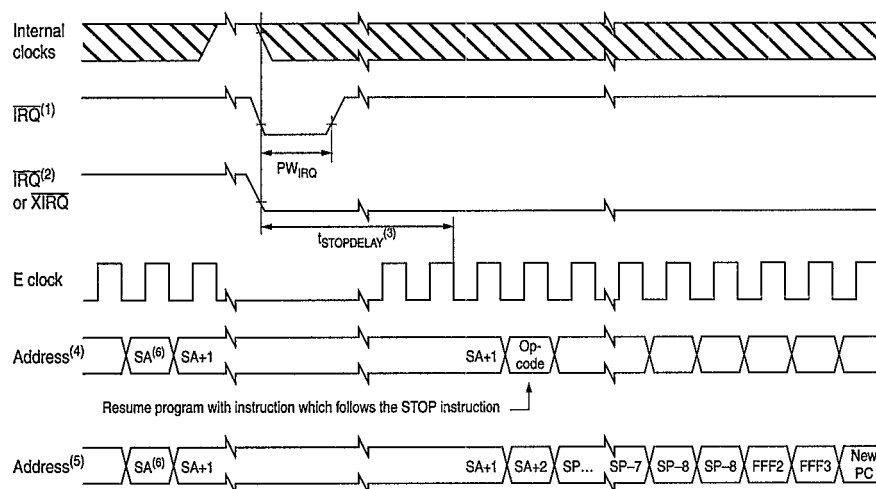 Internal
clocks
IRQ(1)
PWIRQ
IRQ(2)
or XIRQ
tSTOPDELAY(3)
E clock
Address(4)
SA(6)
SA+1
SA+1
Op-
code
Resume program with instruction which follows the STOP instruction
Address(5)
SA(6)
SA+1
SA+1
SA+2
SP...
SP–7
SP–8
SP–8
FFF2
FFF3
New
PC